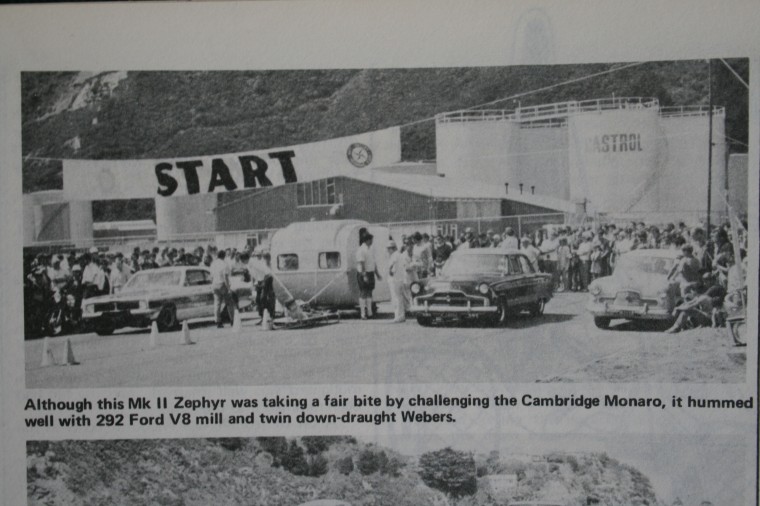 START
CASTROL
Although this Mk II Zephyr was taking a fair bite by challenging the Cambridge Monaro, it hummed
well with 292 Ford V8 mill and twin down-draught Webers.